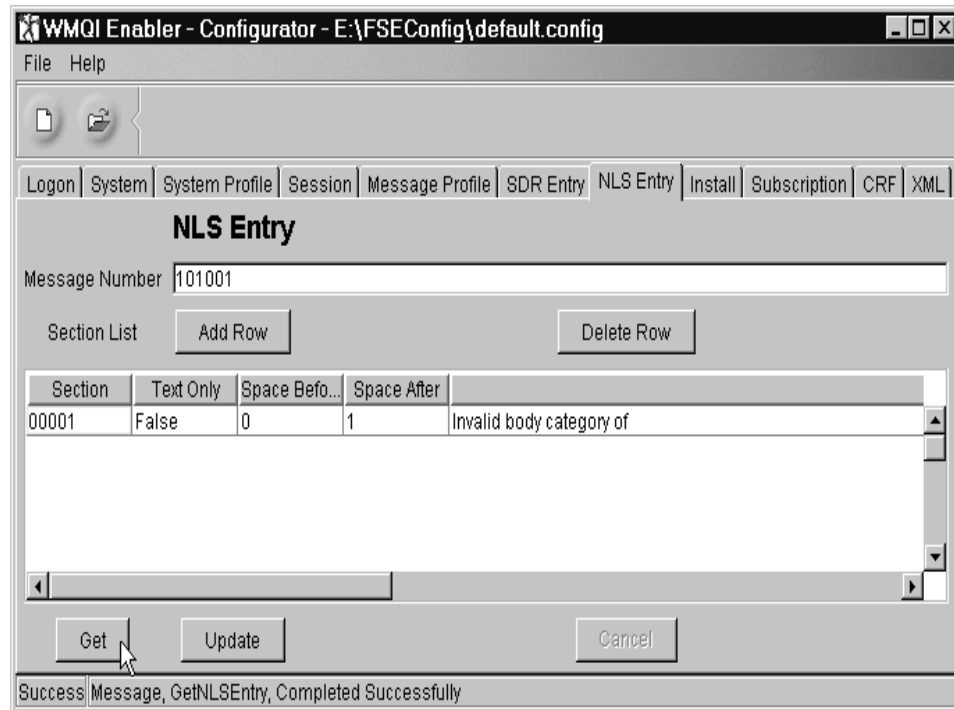 WMQI Enabler - Configurator - E:\FSEConfig\default.config
File Help
Logon System System Profile Session Message Profile SDR Entry NLS Entry Install Subscription CRF XML
NLS Entry
Message Number 101001
Section List Add Row Delete Row
Section Text Only Space Befo... Space After
00001 False 0 1 Invalid body category of
Get Update Cancel
Success Message, GetNLSEntry, Completed Successfully